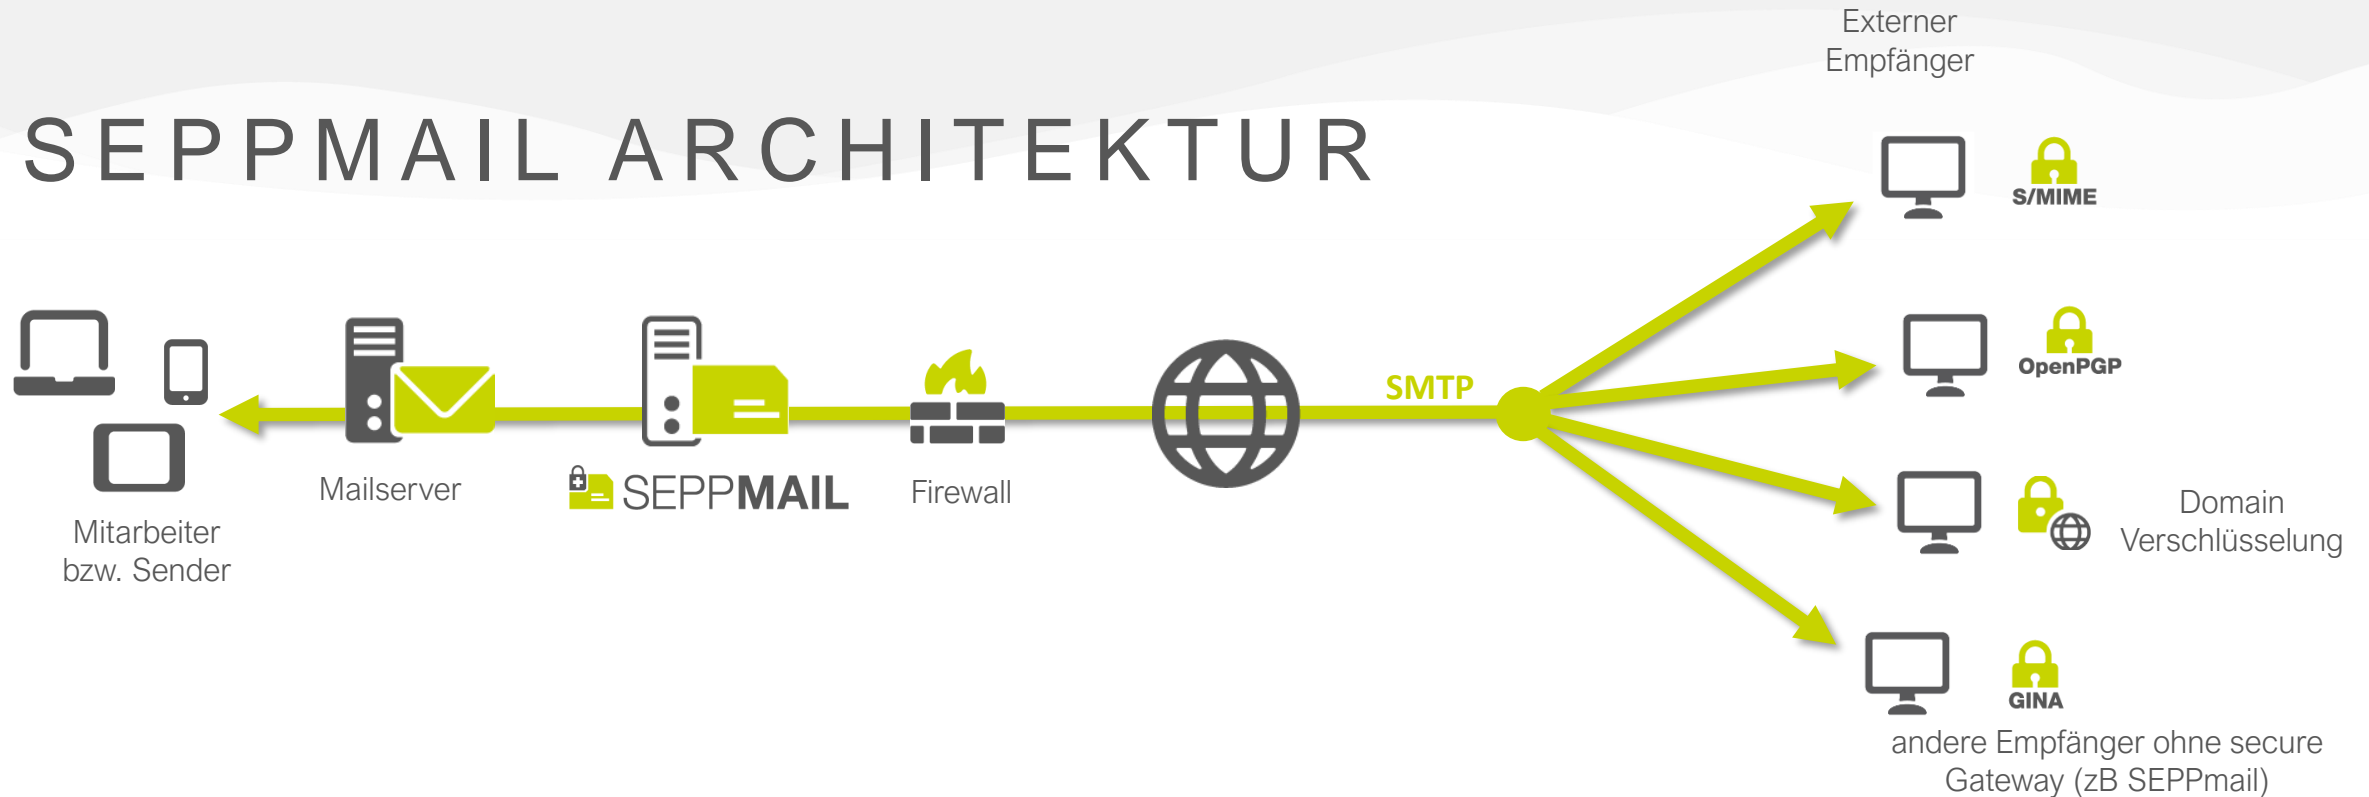 Externer
Empfänger
SEPPMAIL ARCHITEKTUR
S/MIME
OpenPGP
SMTP
Mailserver
SEPPMAIL
Firewall
Domain
Verschlüsselung
Mitarbeiter
bzw. Sender
GINA
andere Empfänger ohne secure
Gateway (zB SEPPmail)